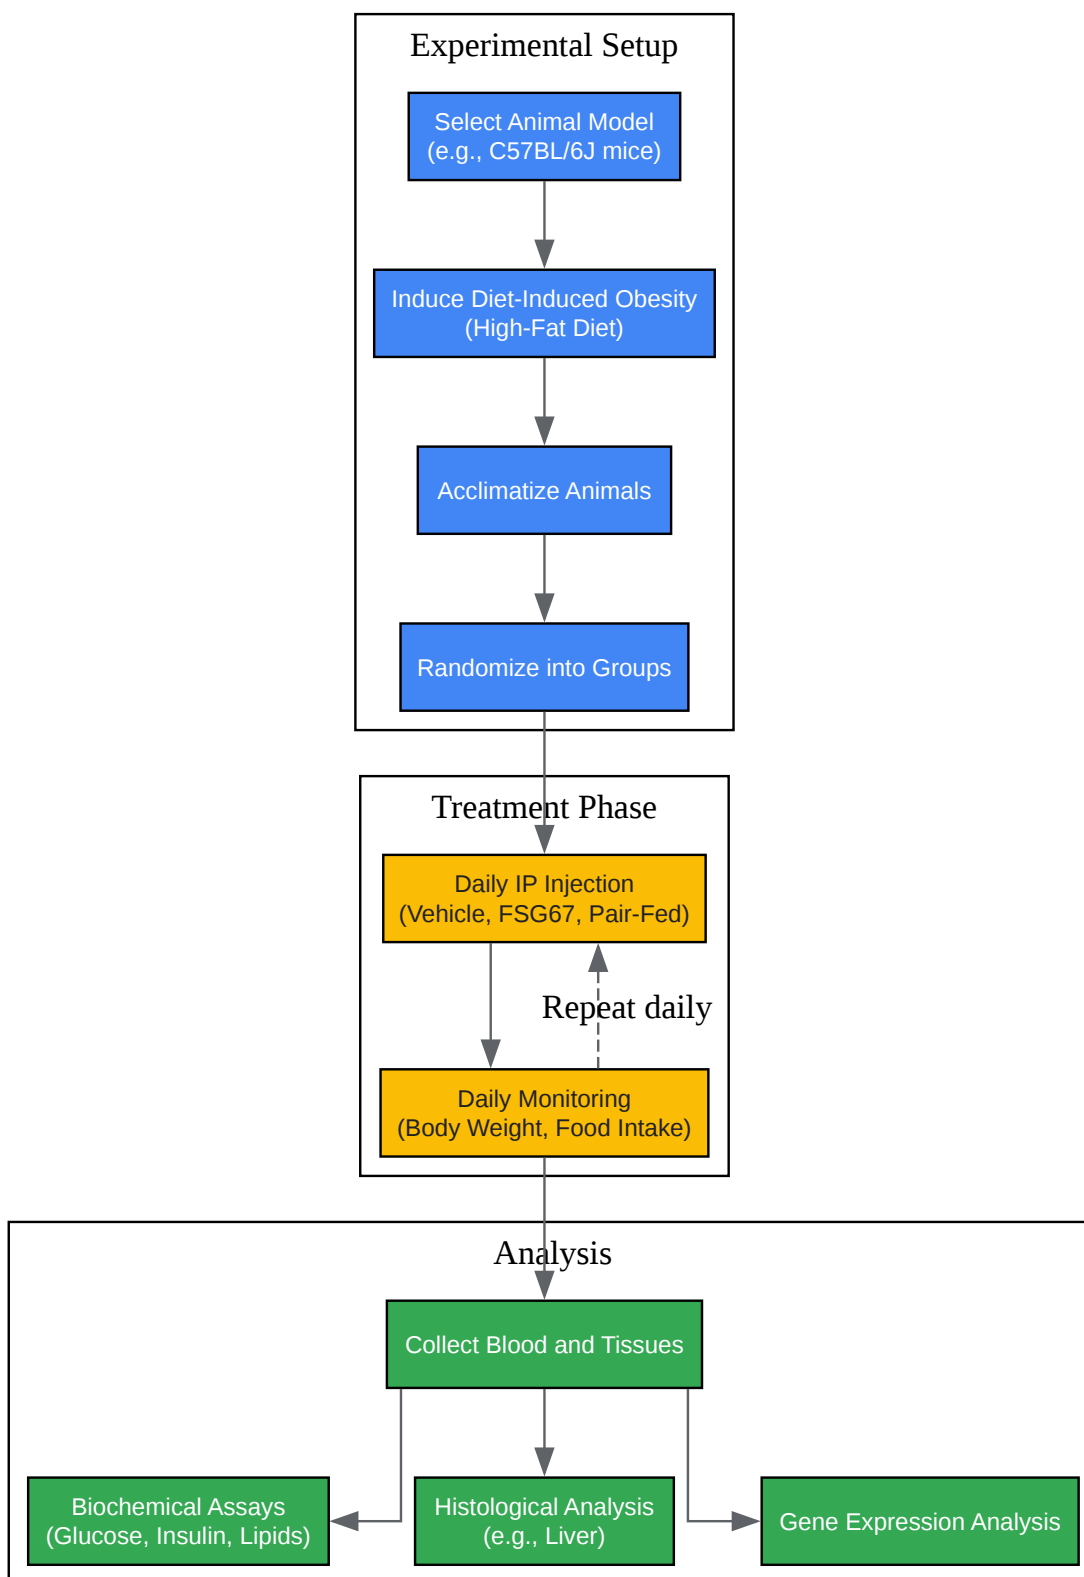 Experimental Setup
Select Animal Model
(e.g., C57BL/6J mice)
Induce Diet-Induced Obesity
(High-Fat Diet)
Acclimatize Animals
Randomize into Groups
Treatment Phase
Daily IP Injection
(Vehicle, FSG67, Pair-Fed)
Repeat daily
Daily Monitoring
(Body Weight, Food Intake)
Analysis
Collect Blood and Tissues
Biochemical Assays
(Glucose, Insulin, Lipids)
Histological Analysis
(e.g., Liver)
Gene Expression Analysis